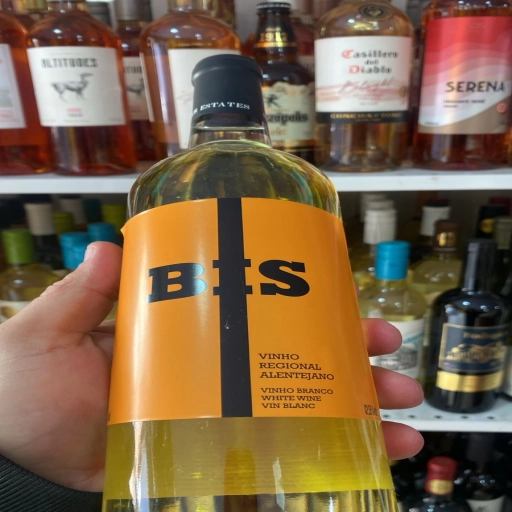 ALTITUDES
Casillero
del
Diablo
SERENA
ESTATES
BIS
VINHO
REGIONAL
ALENTEJANO
VINHO BRANCO
WHITE WINE
VIN BLANC